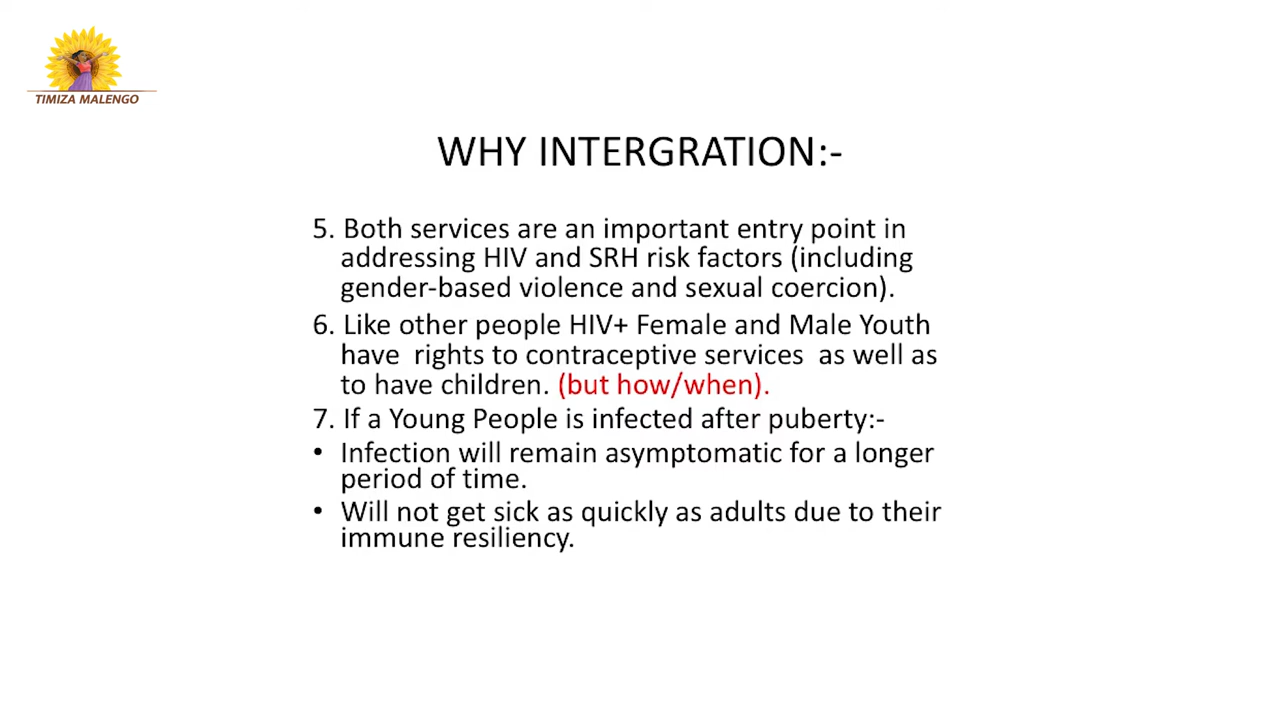 TIMIZA MALENGO
WHY INTERGRATION:-
5. Both services are an important entry point in
addressing HIV and SRH risk factors (including
gender-based violence and sexual coercion).
6. Like other people HIV+ Female and Male Youth
have rights to contraceptive services as well as
to have children. (but how/when).
7. If a Young People is infected after puberty:-
• Infection will remain asymptomatic for a longer
period of time.
• Will not get sick as quickly as adults due to their
immune resiliency.